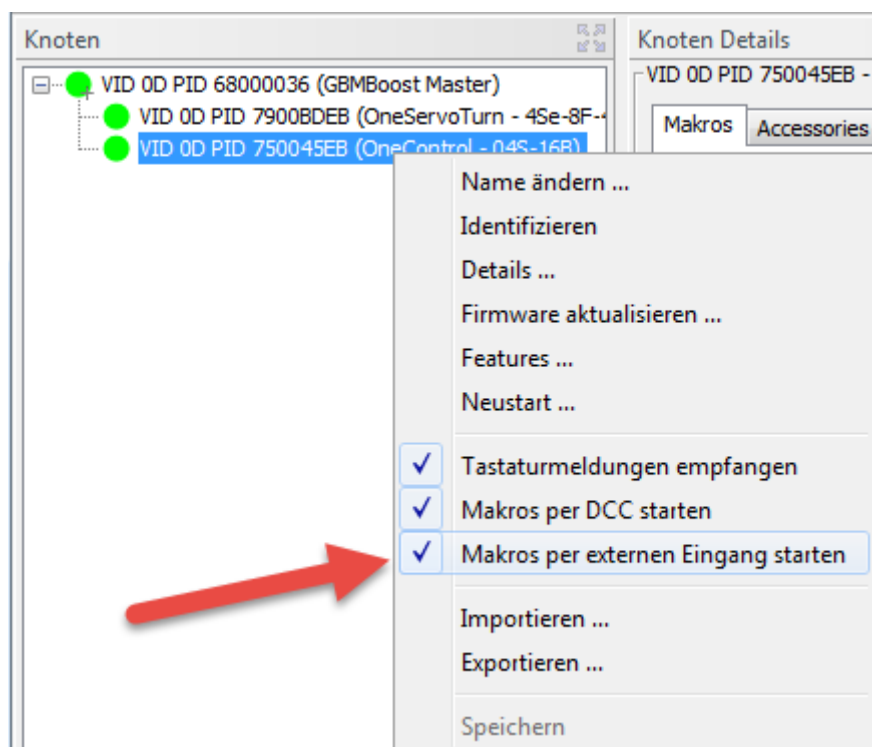 Knoten
Knoten Details
VID 0D PID 68000036 (GBMBoost Master)
VID 0D PID 7900BDEB (OneServoTurn - 4Se-8F-
VID 0D PID 750045EB (OneControl - 04S-16B)
VID 0D PID 750045EB -
Makros
Accessories
Name ändern ...
Identifizieren
Details ...
Firmware aktualisieren ...
Features ...
Neustart ...
Tastaturmeldungen empfangen
Makros per DCC starten
Makros per externen Eingang starten
Importieren ...
Exportieren ...
Speichern